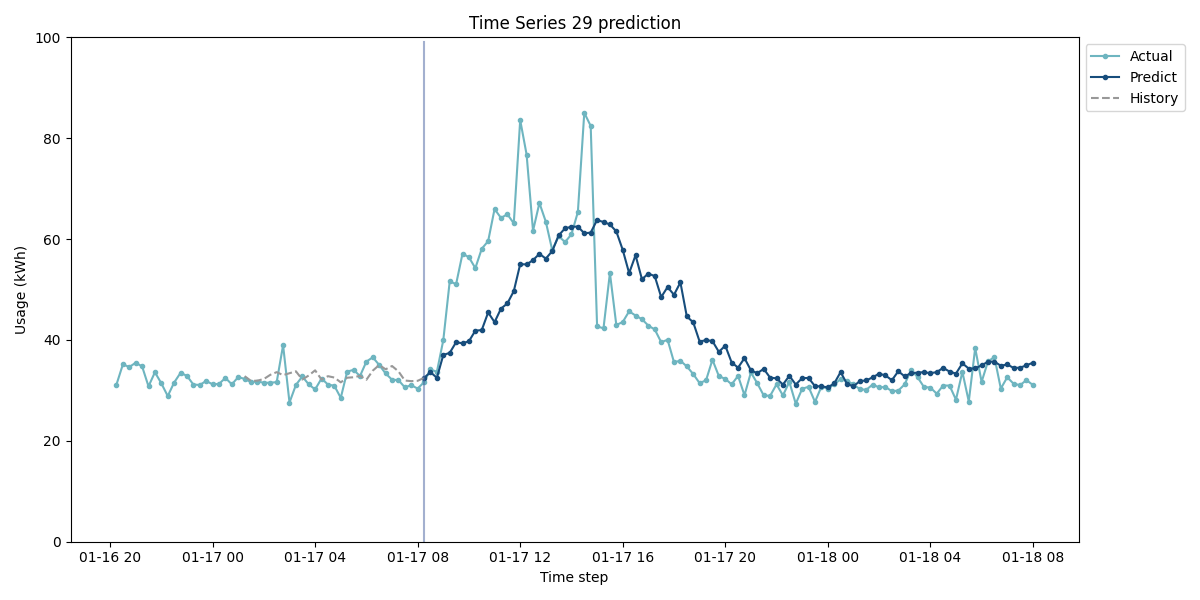 Time Series 29 prediction
100
80
60
40
20
0
Usage (kWh)
01-16 20 01-17 00 01-17 04 01-17 08 01-17 12 01-17 16 01-17 20 01-18 00 01-18 04 01-18 08
Time step
Actual
Predict
History